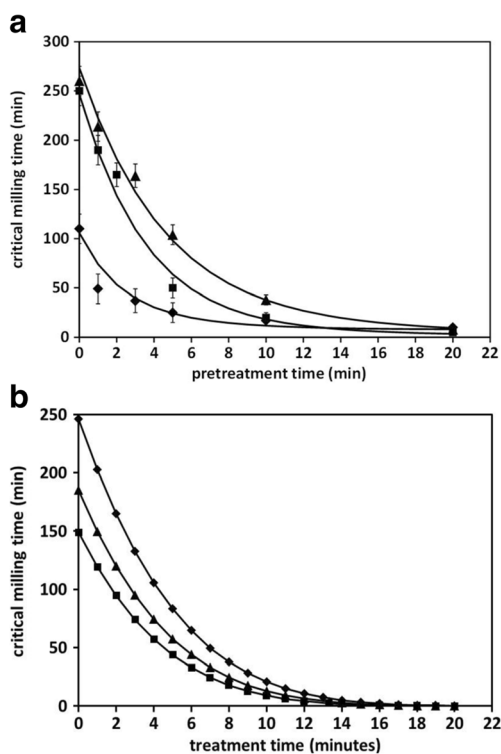 a
300
250
200
150
100
50
0
0 2 4 6 8 10 12 14 16 18 20 22
critical milling time (min)
pretreatment time (min)
b
250
200
150
100
50
0
0 2 4 6 8 10 12 14 16 18 20 22
critical milling time (min)
treatment time (minutes)